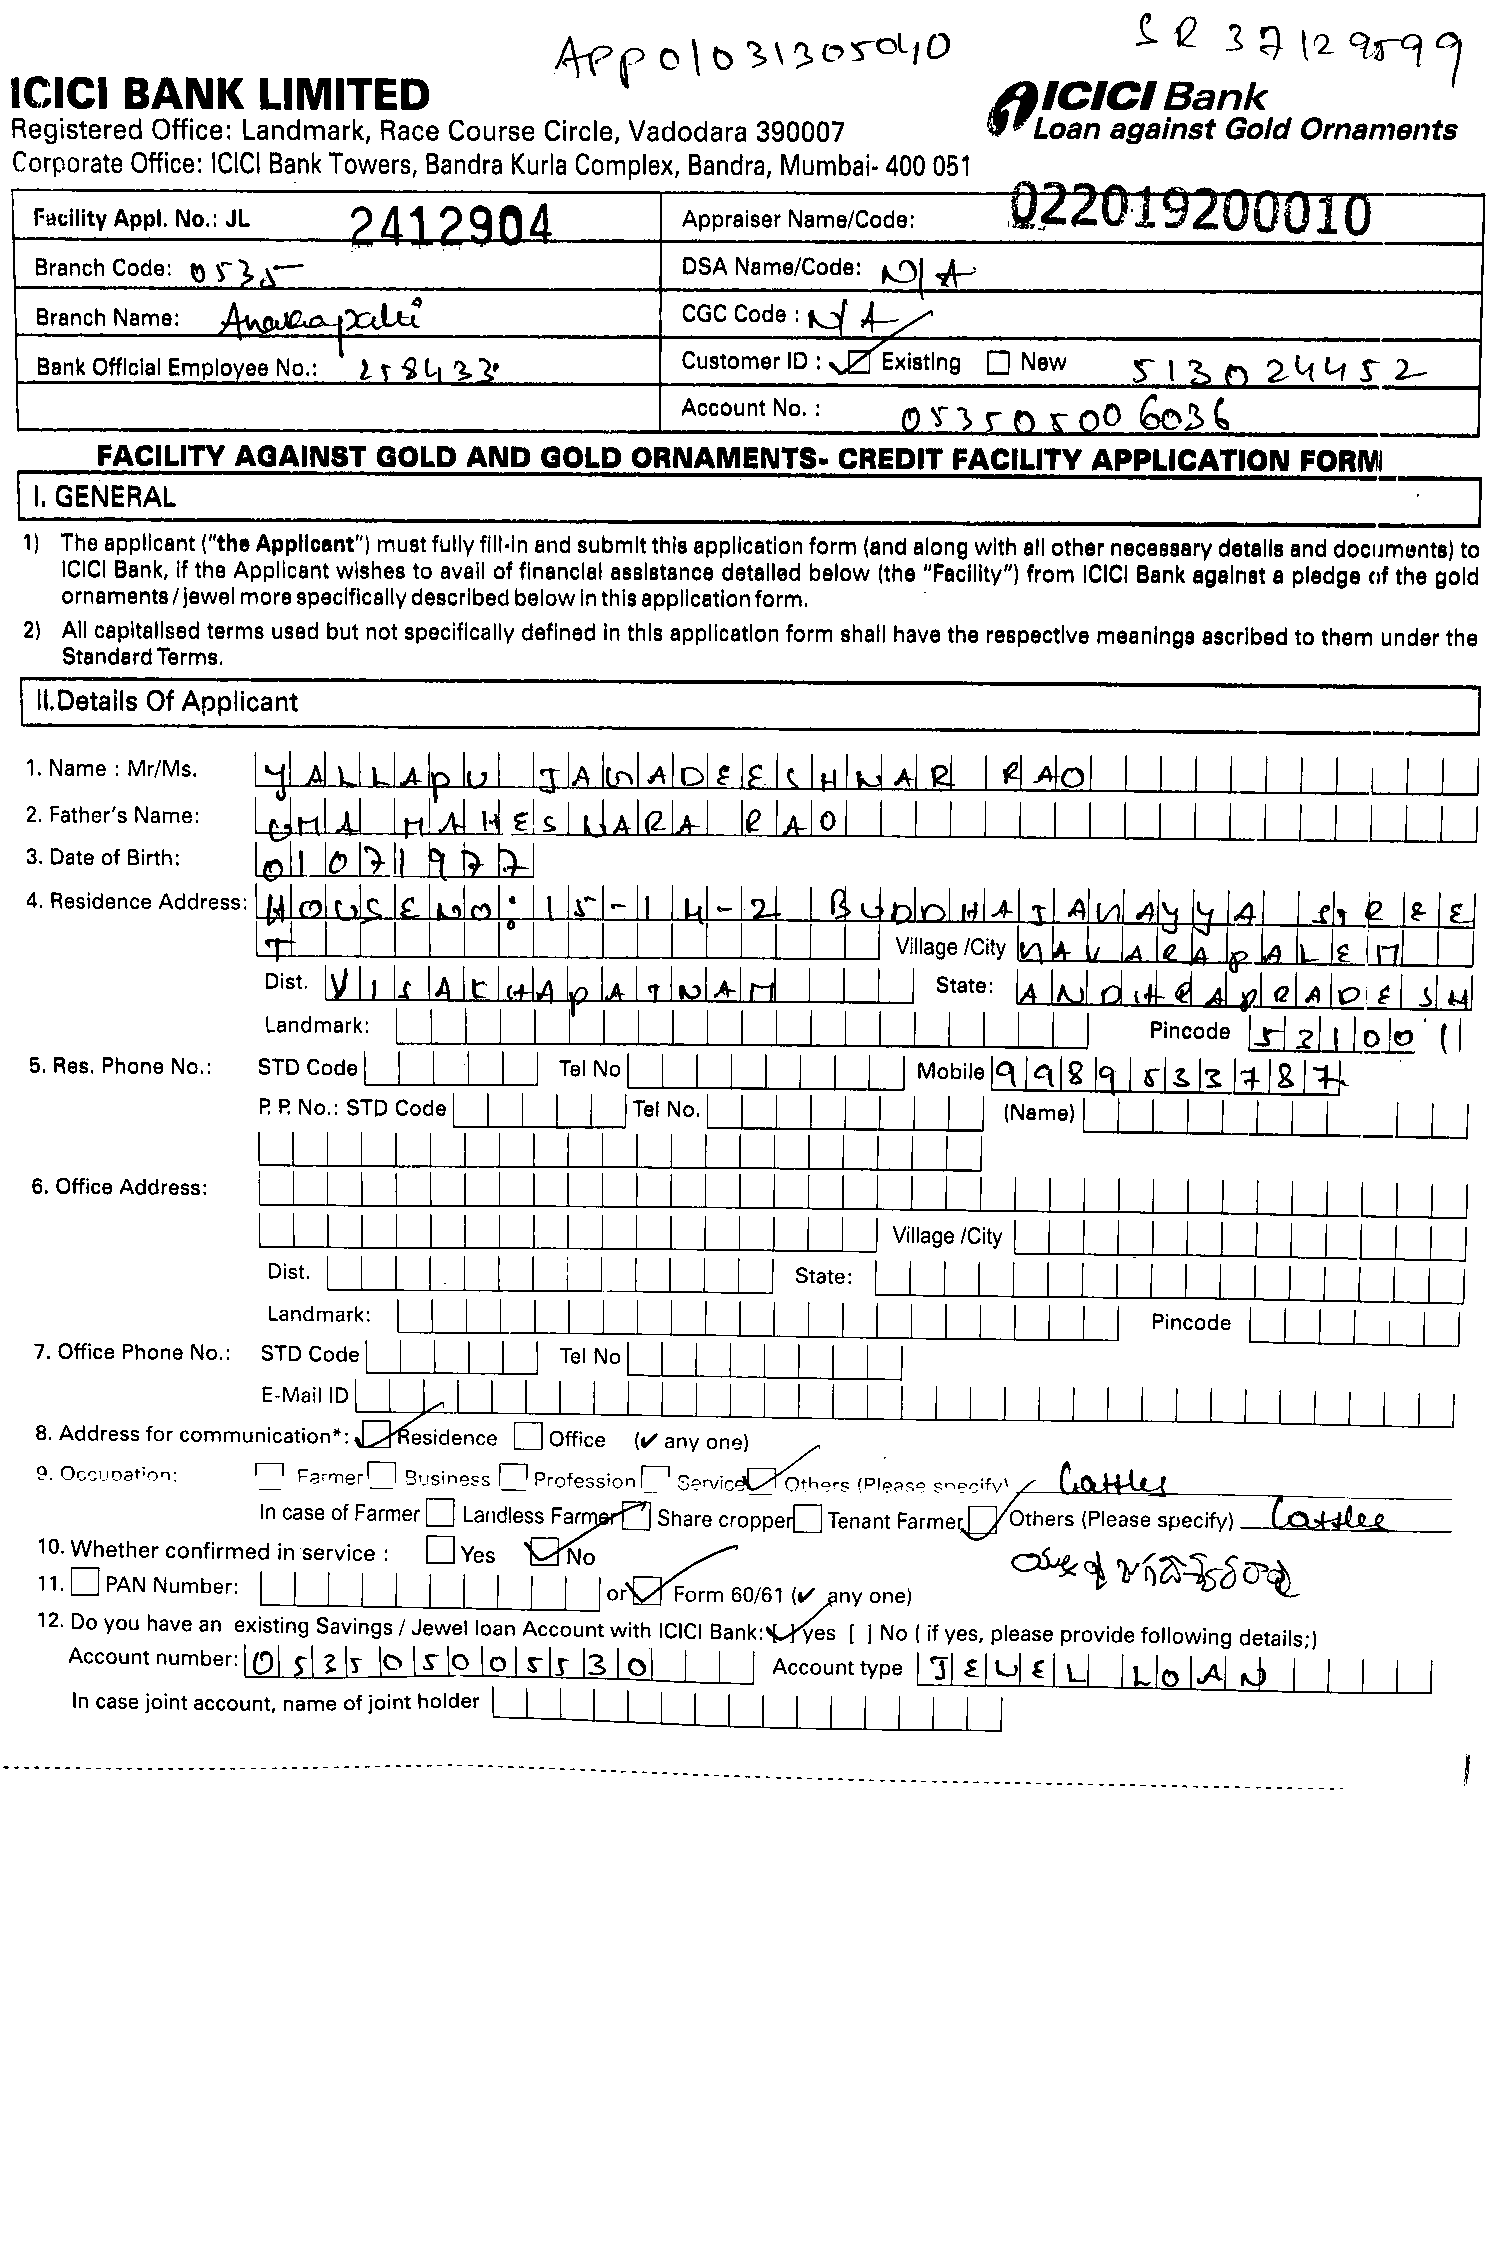 APP01031305040
SR 37129599
ICICI BANK LIMITED
ICICI Bank
Registered Office: Landmark, Race Course Circle, Vadodara 390007
Loan against Gold Ornaments
Corporate Office: ICICI Bank Towers, Bandra Kurla Complex, Bandra, Mumbai- 400 051
Facility Appl. No.: JL 2412904
Appraiser Name/Code: 022019200010
Branch Code: 0535
DSA Name/Code: N/A
Branch Name: Anakapalli
CGC Code : N/A
Bank Official Employee No.: 258433
Customer ID : Existing New 513024452
Account No. : 053505006036
FACILITY AGAINST GOLD AND GOLD ORNAMENTS- CREDIT FACILITY APPLICATION FORM
I. GENERAL
1) The applicant ("the Applicant") must fully fill-in and submit this application form (and along with all other necessary details and documents) to
ICICI Bank, if the Applicant wishes to avail of financial assistance detailed below (the "Facility") from ICICI Bank against a pledge of the gold
ornaments/jewel more specifically described below in this application form.
2) All capitalised terms used but not specifically defined in this application form shall have the respective meanings ascribed to them under the
Standard Terms.
II.Details Of Applicant
1. Name : Mr/Ms. YALLAPU JAGADEESHWAR RAO
2. Father's Name: UMA MAHESWARA RAO
3. Date of Birth: 01071977
4. Residence Address: HOUSENO: 15-14-2 BUDDHAJANAYYA STREE
T Village /City NAVARAPALEM
Dist. VISAKHAPATNAM State: ANDHRAPRADESH
Landmark: Pincode 531001
5. Res. Phone No.: STD Code Tel No Mobile 9989533787
P. P. No.: STD Code Tel No. (Name)
6. Office Address:
Village /City
Dist. State:
Landmark: Pincode
7. Office Phone No.: STD Code Tel No
E-Mail ID
8. Address for communication*: Residence Office (✔ any one)
9. Occupation: Farmer Business Profession Service Others (Please specify) Cattles
In case of Farmer Landless Farmer Share cropper Tenant Farmer Others (Please specify) Cattles
10. Whether confirmed in service : Yes No
11. PAN Number: or Form 60/61 (✔ any one)
12. Do you have an existing Savings / Jewel loan Account with ICICI Bank: yes [ ] No ( if yes, please provide following details:)
Account number: 053505005530 Account type JEWEL LOAN
In case joint account, name of joint holder
1